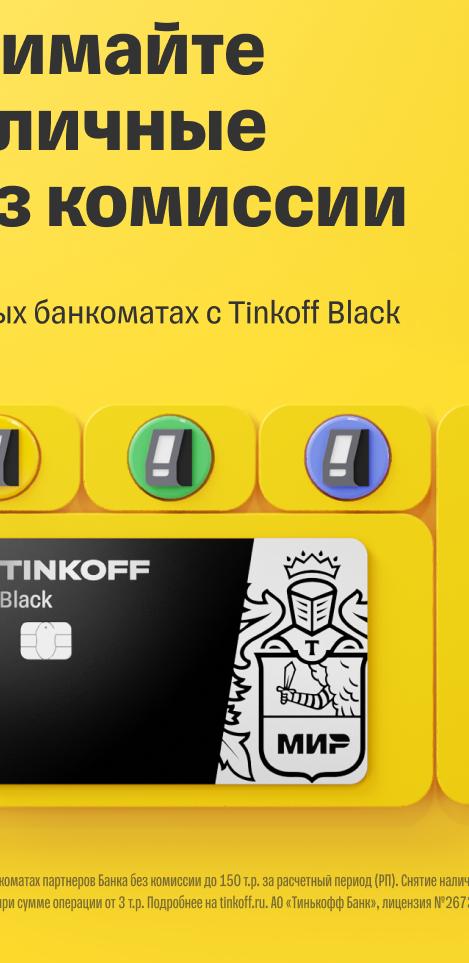 имайте
личные
з комиссии
ых банкоматах с Tinkoff Black
TINKOFF
Black
T
МИР
коматах партнеров Банка без комиссии до 150 т.р. за расчетный период (РП). Снятие налич
при сумме операции от 3 т.р. Подробнее на tinkoff.ru. АО «Тинькофф Банк», лицензия №267